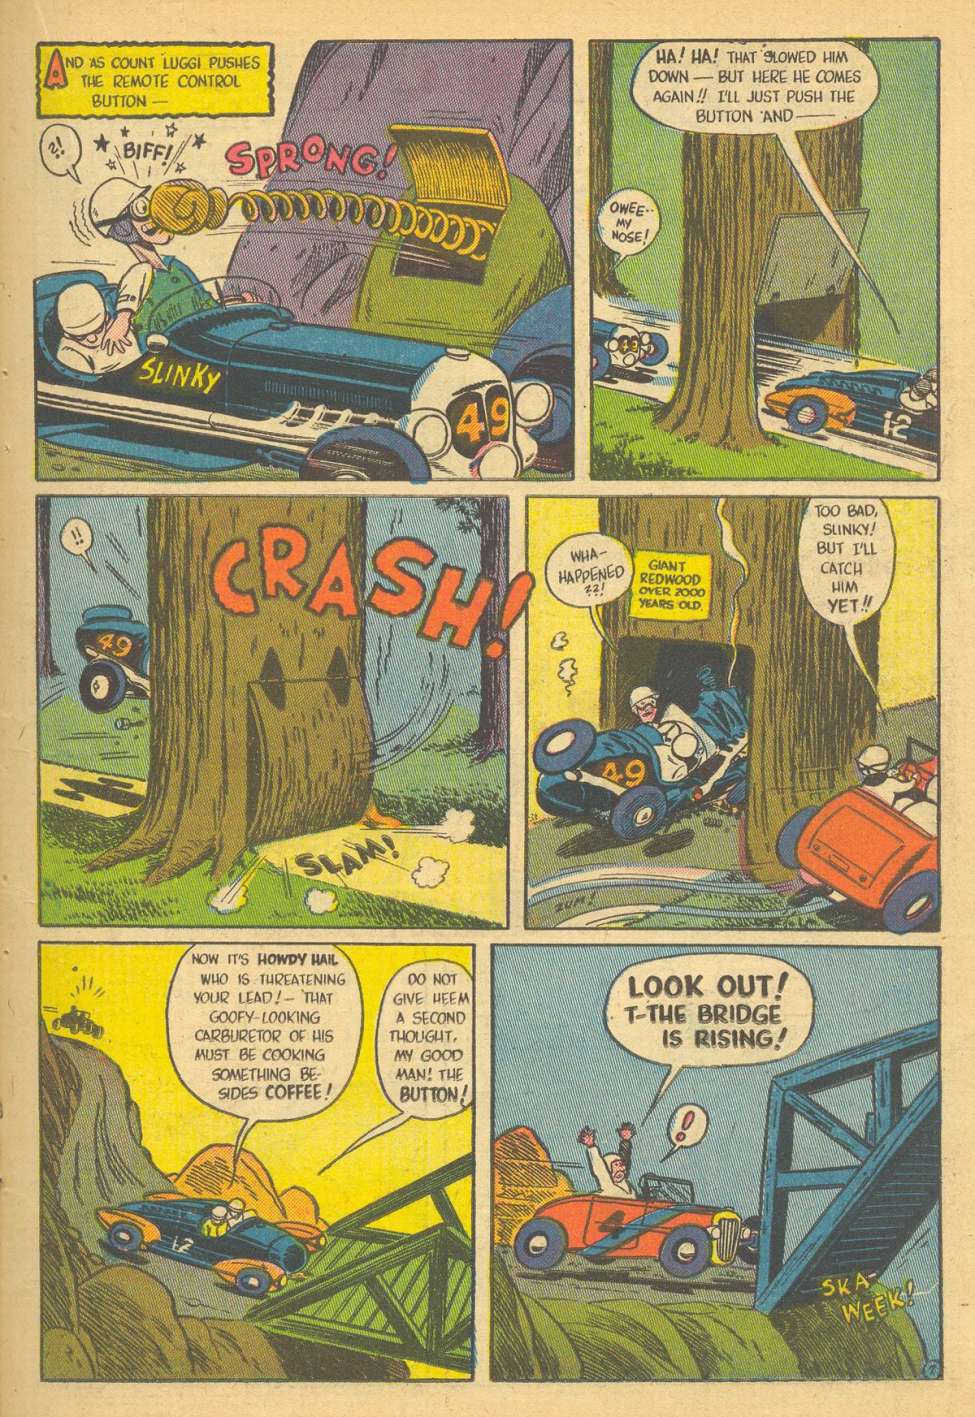 AND AS COUNT LUGGI PUSHES
THE REMOTE CONTROL
BUTTON —
?!
BIFF!
SPRONG!
SLINKY
49
HA! HA! THAT SLOWED HIM
DOWN — BUT HERE HE COMES
AGAIN!! I'LL JUST PUSH THE
BUTTON AND —
OWEE--
MY
NOSE!
12
!!
CRASH!
49
SLAM!
WHA-
HAPPENED
??!
GIANT
REDWOOD
OVER 2000
YEARS OLD.
TOO BAD,
SLINKY!
BUT I'LL
CATCH
HIM
YET!!
49
ZUM!
NOW IT'S HOWDY HAIL
WHO IS THREATENING
YOUR LEAD! — THAT
GOOFY-LOOKING
CARBURETOR OF HIS
MUST BE COOKING
SOMETHING BE-
SIDES COFFEE!
DO NOT
GIVE HEEM
A SECOND
THOUGHT,
MY GOOD
MAN! THE
BUTTON!
12
LOOK OUT!
T-THE BRIDGE
IS RISING!
!
4
SKA-
WEEK!
7